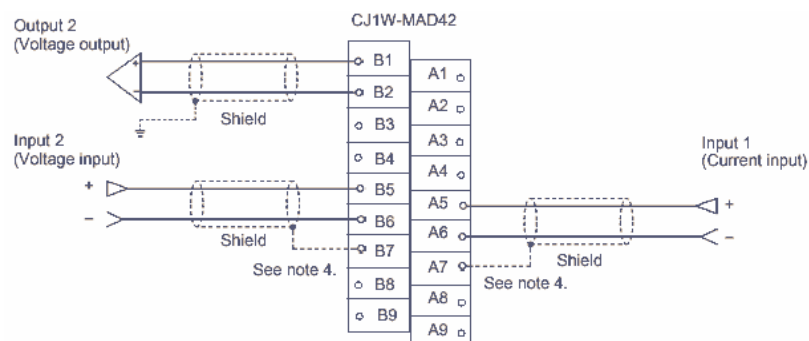 CJ1W-MAD42
Output 2
(Voltage output)
+
−
Shield
Input 2
(Voltage input)
+
−
Shield
See note 4.
B1
B2
B3
B4
B5
B6
B7
B8
B9
A1
A2
A3
A4
A5
A6
A7
A8
A9
Input 1
(Current input)
+
−
Shield
See note 4.